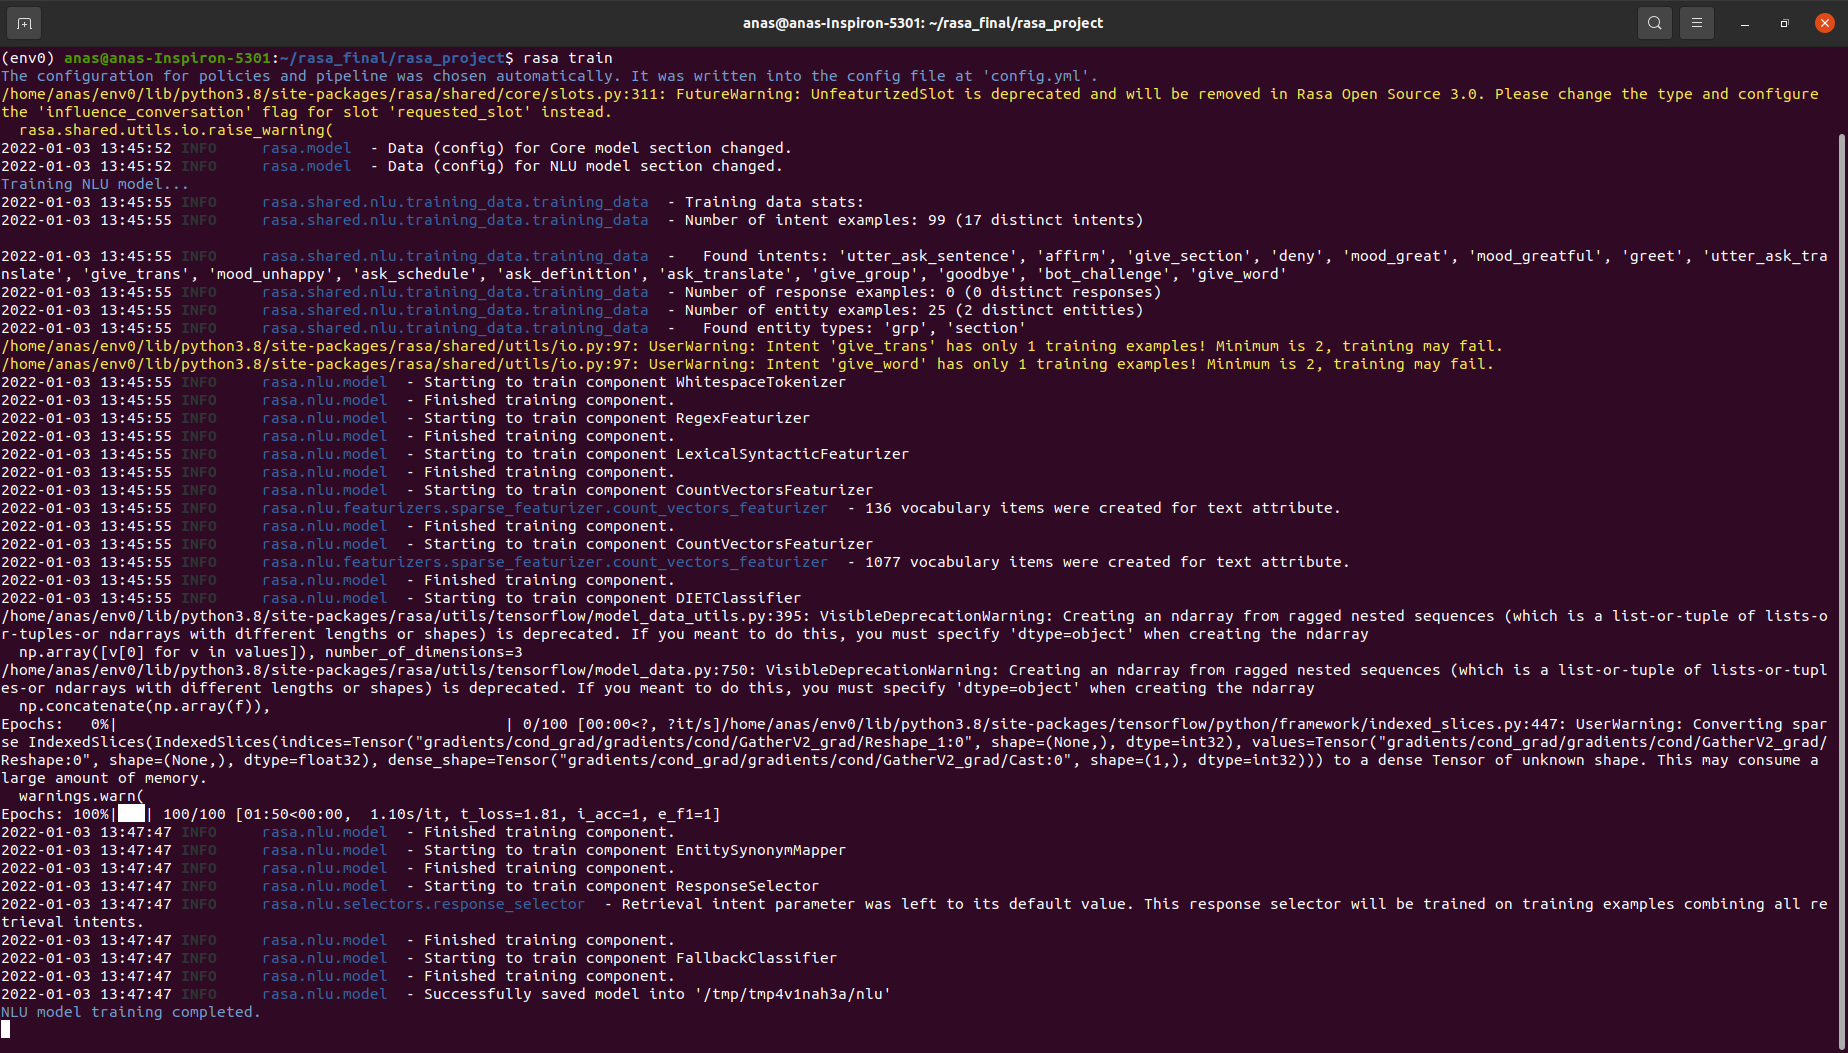 anas@anas-Inspiron-5301: ~/rasa_final/rasa_project
(env0) anas@anas-Inspiron-5301:~/rasa_final/rasa_project$ rasa train
The configuration for policies and pipeline was chosen automatically. It was written into the config file at 'config.yml'.
/home/anas/env0/lib/python3.8/site-packages/rasa/shared/core/slots.py:311: FutureWarning: UnfeaturizedSlot is deprecated and will be removed in Rasa Open Source 3.0. Please change the type and configure
the 'influence_conversation' flag for slot 'requested_slot' instead.
  rasa.shared.utils.io.raise_warning(
2022-01-03 13:45:52 INFO     rasa.model  - Data (config) for Core model section changed.
2022-01-03 13:45:52 INFO     rasa.model  - Data (config) for NLU model section changed.
Training NLU model...
2022-01-03 13:45:55 INFO     rasa.shared.nlu.training_data.training_data  - Training data stats:
2022-01-03 13:45:55 INFO     rasa.shared.nlu.training_data.training_data  - Number of intent examples: 99 (17 distinct intents)
2022-01-03 13:45:55 INFO     rasa.shared.nlu.training_data.training_data  -   Found intents: 'utter_ask_sentence', 'affirm', 'give_section', 'deny', 'mood_great', 'mood_greatful', 'greet', 'utter_ask_tra
nslate', 'give_trans', 'mood_unhappy', 'ask_schedule', 'ask_definition', 'ask_translate', 'give_group', 'goodbye', 'bot_challenge', 'give_word'
2022-01-03 13:45:55 INFO     rasa.shared.nlu.training_data.training_data  - Number of response examples: 0 (0 distinct responses)
2022-01-03 13:45:55 INFO     rasa.shared.nlu.training_data.training_data  - Number of entity examples: 25 (2 distinct entities)
2022-01-03 13:45:55 INFO     rasa.shared.nlu.training_data.training_data  -   Found entity types: 'grp', 'section'
/home/anas/env0/lib/python3.8/site-packages/rasa/shared/utils/io.py:97: UserWarning: Intent 'give_trans' has only 1 training examples! Minimum is 2, training may fail.
/home/anas/env0/lib/python3.8/site-packages/rasa/shared/utils/io.py:97: UserWarning: Intent 'give_word' has only 1 training examples! Minimum is 2, training may fail.
2022-01-03 13:45:55 INFO     rasa.nlu.model  - Starting to train component WhitespaceTokenizer
2022-01-03 13:45:55 INFO     rasa.nlu.model  - Finished training component.
2022-01-03 13:45:55 INFO     rasa.nlu.model  - Starting to train component RegexFeaturizer
2022-01-03 13:45:55 INFO     rasa.nlu.model  - Finished training component.
2022-01-03 13:45:55 INFO     rasa.nlu.model  - Starting to train component LexicalSyntacticFeaturizer
2022-01-03 13:45:55 INFO     rasa.nlu.model  - Finished training component.
2022-01-03 13:45:55 INFO     rasa.nlu.model  - Starting to train component CountVectorsFeaturizer
2022-01-03 13:45:55 INFO     rasa.nlu.featurizers.sparse_featurizer.count_vectors_featurizer  - 136 vocabulary items were created for text attribute.
2022-01-03 13:45:55 INFO     rasa.nlu.model  - Finished training component.
2022-01-03 13:45:55 INFO     rasa.nlu.model  - Starting to train component CountVectorsFeaturizer
2022-01-03 13:45:55 INFO     rasa.nlu.featurizers.sparse_featurizer.count_vectors_featurizer  - 1077 vocabulary items were created for text attribute.
2022-01-03 13:45:55 INFO     rasa.nlu.model  - Finished training component.
2022-01-03 13:45:55 INFO     rasa.nlu.model  - Starting to train component DIETClassifier
/home/anas/env0/lib/python3.8/site-packages/rasa/utils/tensorflow/model_data_utils.py:395: VisibleDeprecationWarning: Creating an ndarray from ragged nested sequences (which is a list-or-tuple of lists-o
r-tuples-or ndarrays with different lengths or shapes) is deprecated. If you meant to do this, you must specify 'dtype=object' when creating the ndarray
  np.array([v[0] for v in values]), number_of_dimensions=3
/home/anas/env0/lib/python3.8/site-packages/rasa/utils/tensorflow/model_data.py:750: VisibleDeprecationWarning: Creating an ndarray from ragged nested sequences (which is a list-or-tuple of lists-or-tupl
es-or ndarrays with different lengths or shapes) is deprecated. If you meant to do this, you must specify 'dtype=object' when creating the ndarray
  np.concatenate(np.array(f)),
Epochs:   0%|                                           | 0/100 [00:00<?, ?it/s]/home/anas/env0/lib/python3.8/site-packages/tensorflow/python/framework/indexed_slices.py:447: UserWarning: Converting spar
se IndexedSlices(IndexedSlices(indices=Tensor("gradients/cond_grad/gradients/cond/GatherV2_grad/Reshape_1:0", shape=(None,), dtype=int32), values=Tensor("gradients/cond_grad/gradients/cond/GatherV2_grad/
Reshape:0", shape=(None,), dtype=float32), dense_shape=Tensor("gradients/cond_grad/gradients/cond/GatherV2_grad/Cast:0", shape=(1,), dtype=int32))) to a dense Tensor of unknown shape. This may consume a
large amount of memory.
  warnings.warn(
Epochs: 100%|███| 100/100 [01:50<00:00,  1.10s/it, t_loss=1.81, i_acc=1, e_f1=1]
2022-01-03 13:47:47 INFO     rasa.nlu.model  - Finished training component.
2022-01-03 13:47:47 INFO     rasa.nlu.model  - Starting to train component EntitySynonymMapper
2022-01-03 13:47:47 INFO     rasa.nlu.model  - Finished training component.
2022-01-03 13:47:47 INFO     rasa.nlu.model  - Starting to train component ResponseSelector
2022-01-03 13:47:47 INFO     rasa.nlu.selectors.response_selector  - Retrieval intent parameter was left to its default value. This response selector will be trained on training examples combining all re
trieval intents.
2022-01-03 13:47:47 INFO     rasa.nlu.model  - Finished training component.
2022-01-03 13:47:47 INFO     rasa.nlu.model  - Starting to train component FallbackClassifier
2022-01-03 13:47:47 INFO     rasa.nlu.model  - Finished training component.
2022-01-03 13:47:47 INFO     rasa.nlu.model  - Successfully saved model into '/tmp/tmp4v1nah3a/nlu'
NLU model training completed.